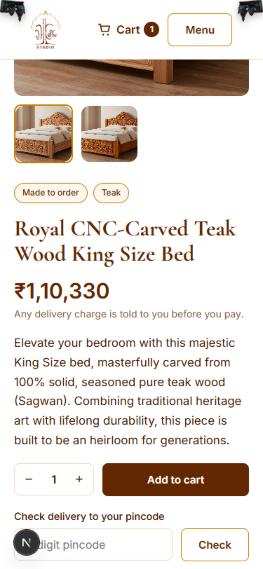 STUDIO
Cart 1
Menu
Made to order
Teak
Royal CNC-Carved Teak
Wood King Size Bed
₹1,10,330
Any delivery charge is told to you before you pay.
Elevate your bedroom with this majestic
King Size bed, masterfully carved from
100% solid, seasoned pure teak wood
(Sagwan). Combining traditional heritage
art with lifelong durability, this piece is
built to be an heirloom for generations.
− 1 +
Add to cart
Check delivery to your pincode
N
digit pincode
Check